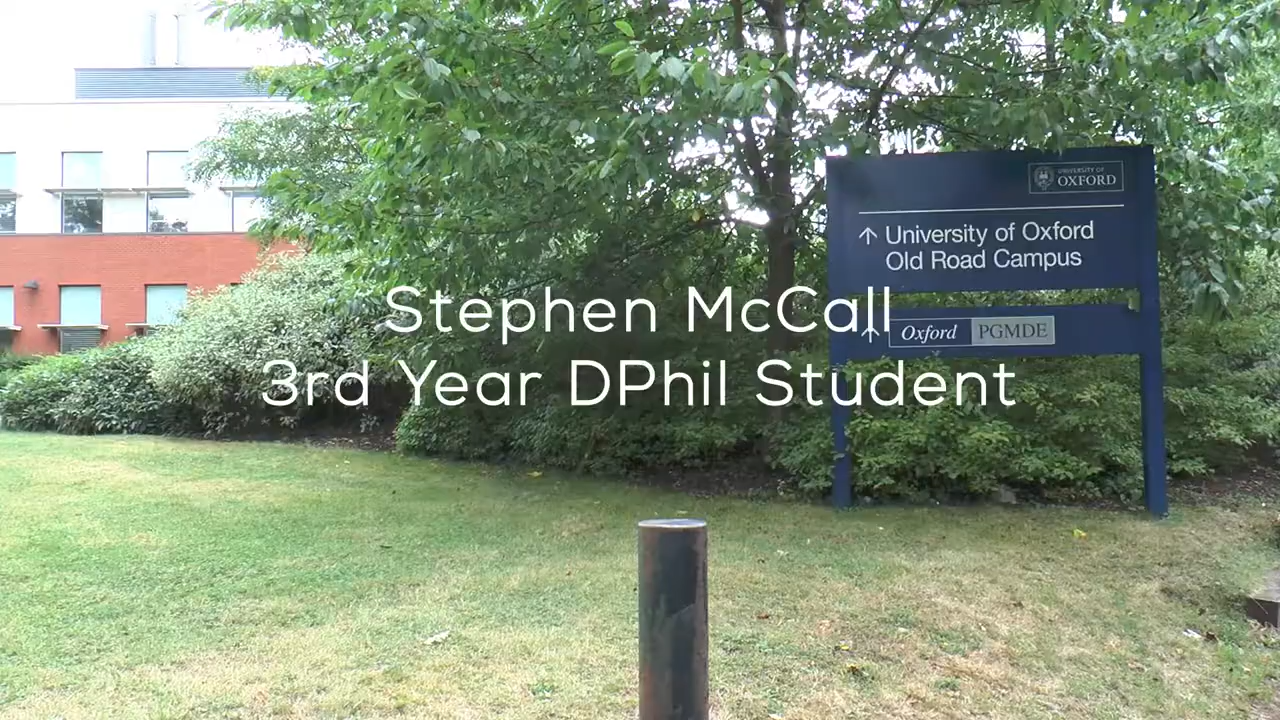 UNIVERSITY OF
OXFORD
↑ University of Oxford
Old Road Campus
Stephen McCall
↑ Oxford PGMDE
3rd Year DPhil Student